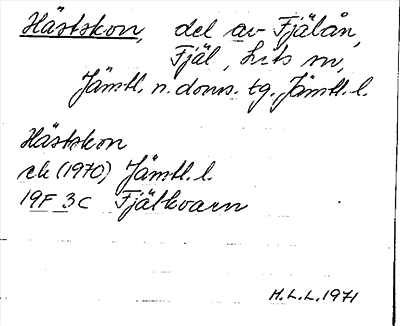 Hästskon, del av Fjälån,
Fjäl, Lits sn,
Jämtl. n. doms. tg. Jämtl. l.
Hästskon
ek (1970) Jämtl. l.
19F 3c Fjälkvarn
H.L.L. 1971